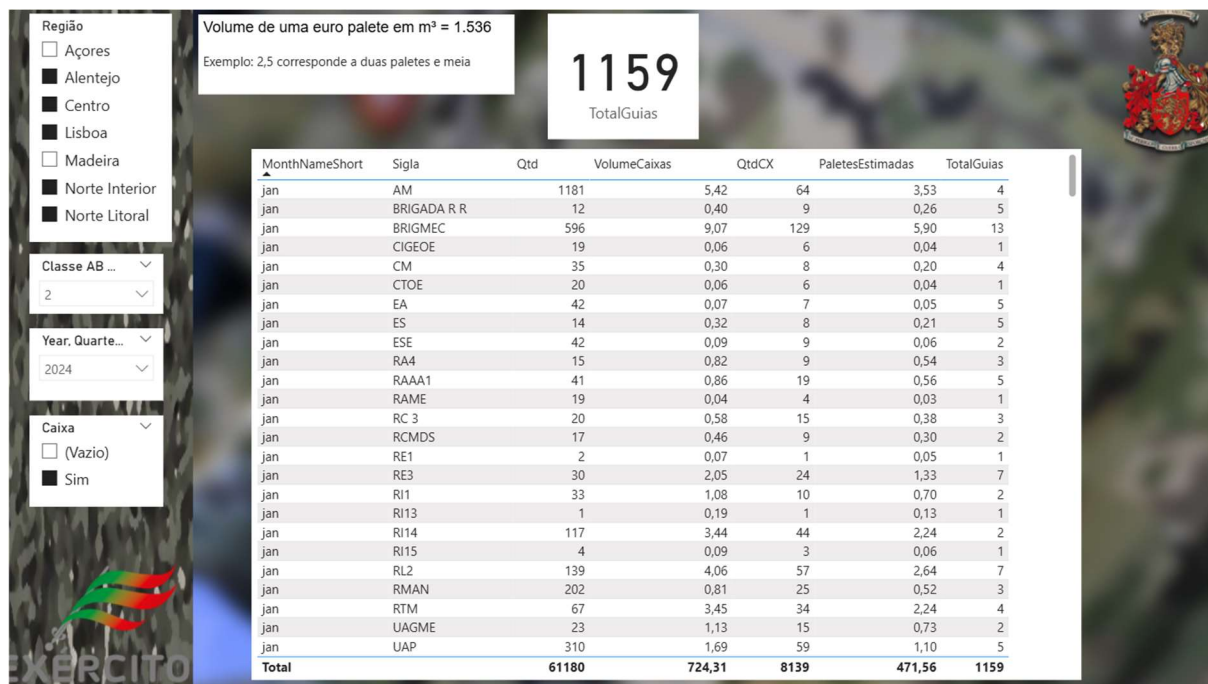 Região
Açores
Alentejo
Centro
Lisboa
Madeira
Norte Interior
Norte Litoral
Classe AB ...
2
Year, Quarte...
2024
Caixa
(Vazio)
Sim
EXÉRCITO
Volume de uma euro palete em m³ = 1.536
Exemplo: 2,5 corresponde a duas paletes e meia
1159
TotalGuias
MonthNameShort Sigla Qtd VolumeCaixas QtdCX PaletesEstimadas TotalGuias
jan AM 1181 5,42 64 3,53 4
jan BRIGADA R R 12 0,40 9 0,26 5
jan BRIGMEC 596 9,07 129 5,90 13
jan CIGEOE 19 0,06 6 0,04 1
jan CM 35 0,30 8 0,20 4
jan CTOE 20 0,06 6 0,04 1
jan EA 42 0,07 7 0,05 5
jan ES 14 0,32 8 0,21 5
jan ESE 42 0,09 9 0,06 2
jan RA4 15 0,82 9 0,54 3
jan RAAA1 41 0,86 19 0,56 5
jan RAME 19 0,04 4 0,03 1
jan RC 3 20 0,58 15 0,38 3
jan RCMDS 17 0,46 9 0,30 2
jan RE1 2 0,07 1 0,05 1
jan RE3 30 2,05 24 1,33 7
jan RI1 33 1,08 10 0,70 2
jan RI13 1 0,19 1 0,13 1
jan RI14 117 3,44 44 2,24 2
jan RI15 4 0,09 3 0,06 1
jan RL2 139 4,06 57 2,64 7
jan RMAN 202 0,81 25 0,52 3
jan RTM 67 3,45 34 2,24 4
jan UAGME 23 1,13 15 0,73 2
jan UAP 310 1,69 59 1,10 5
Total 61180 724,31 8139 471,56 1159